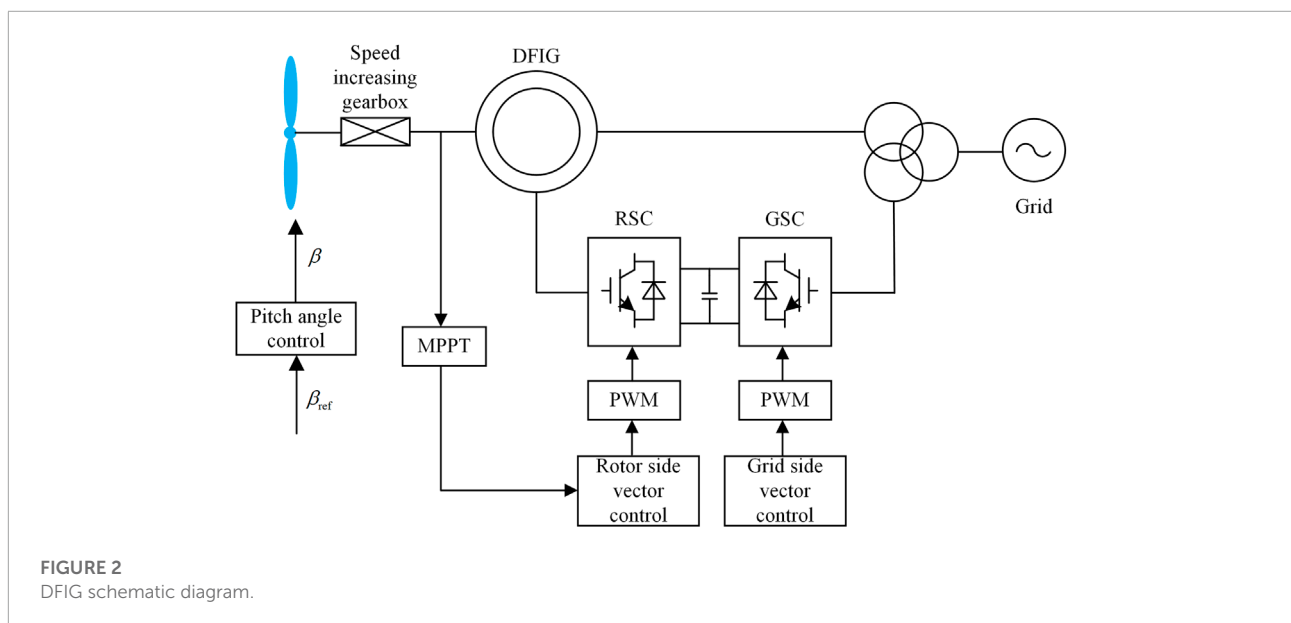 Speed
increasing
gearbox
DFIG
Grid
RSC
GSC
β
Pitch angle
control
β_ref
MPPT
PWM
PWM
Rotor side
vector
control
Grid side
vector
control
FIGURE 2
DFIG schematic diagram.